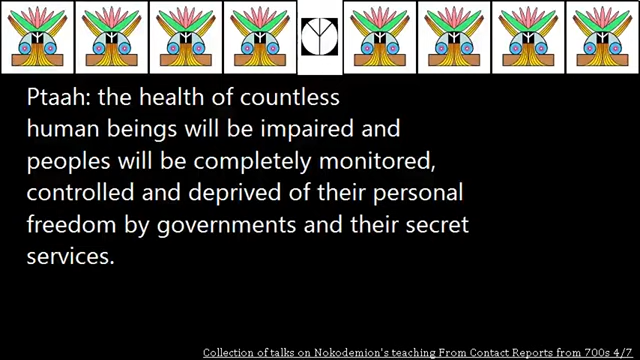 Ptaah: the health of countless
human beings will be impaired and
peoples will be completely monitored,
controlled and deprived of their personal
freedom by governments and their secret
services.
Collection of talks on Nokodemion's teaching From Contact Reports from 700s 4/7